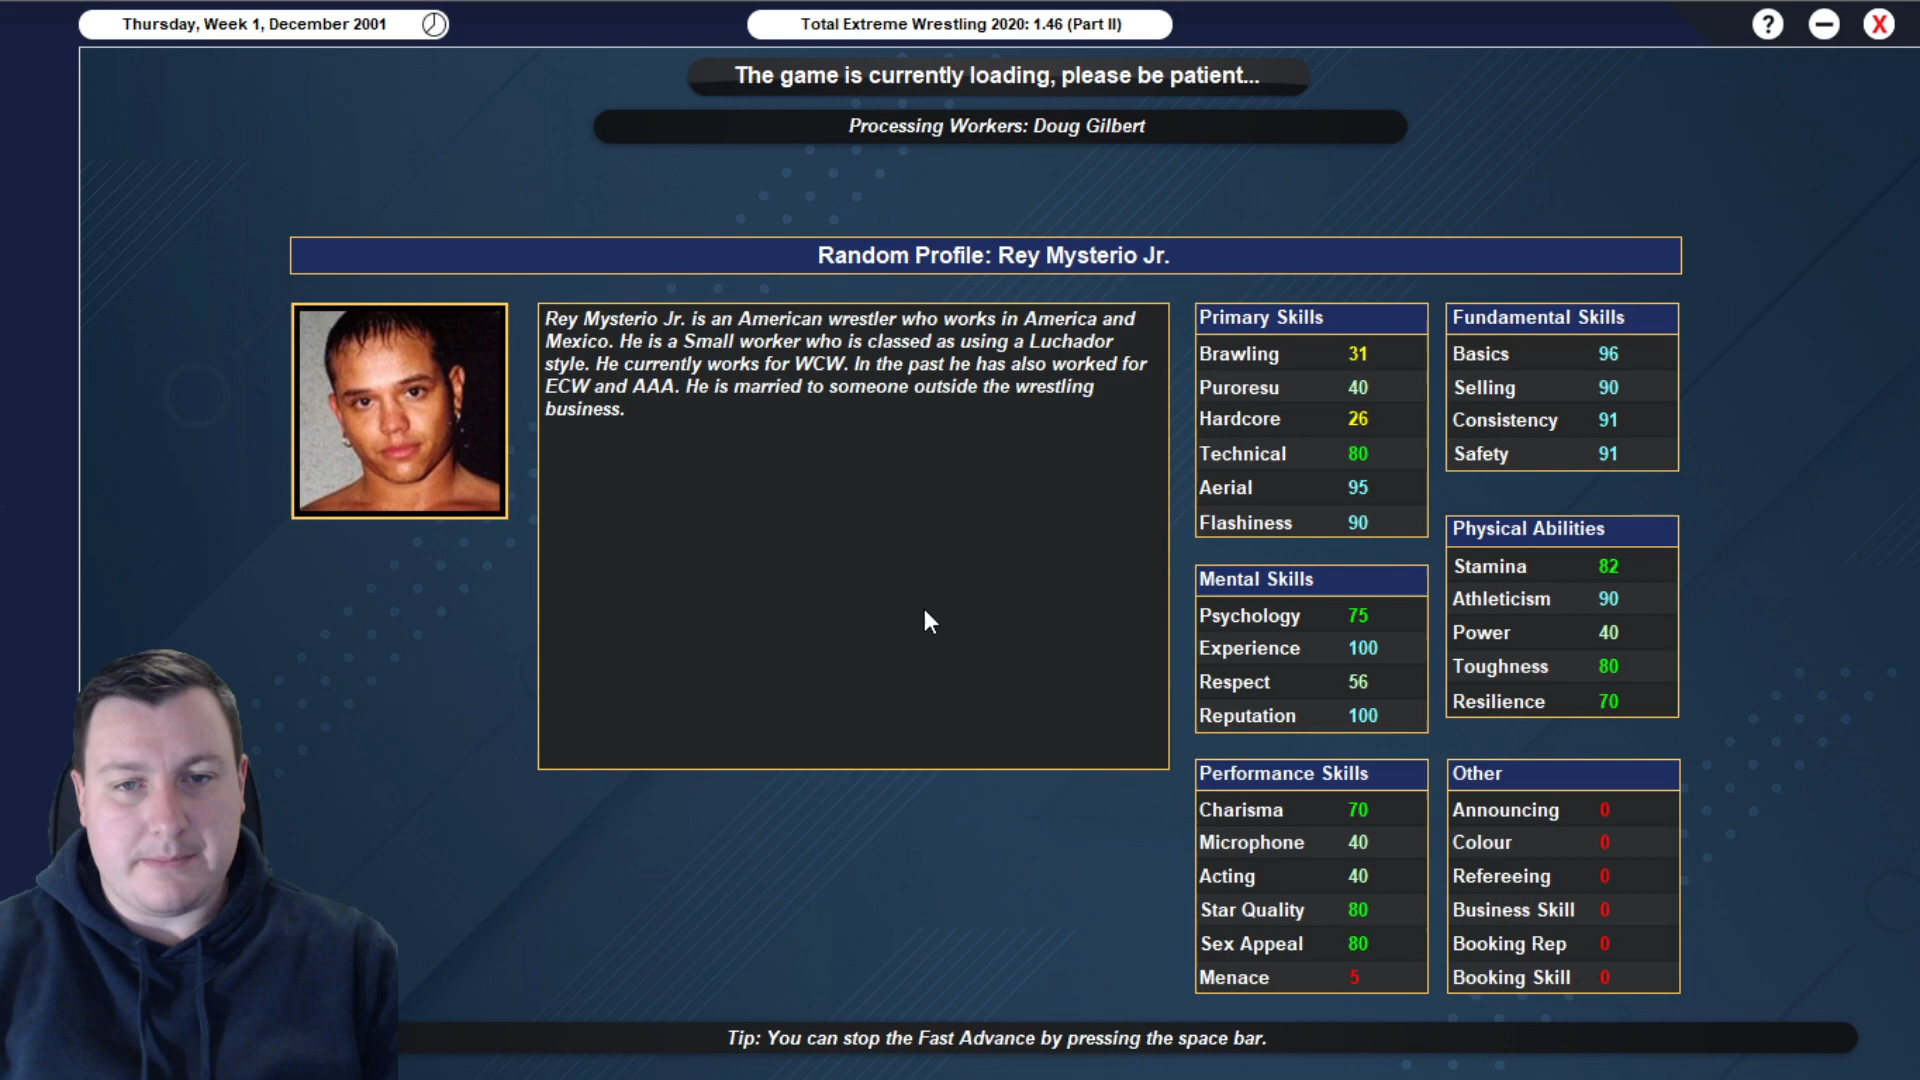 Thursday, Week 1, December 2001
Total Extreme Wrestling 2020: 1.46 (Part II)
?
X
The game is currently loading, please be patient...
Processing Workers: Doug Gilbert
Random Profile: Rey Mysterio Jr.
Rey Mysterio Jr. is an American wrestler who works in America and
Mexico. He is a Small worker who is classed as using a Luchador
style. He currently works for WCW. In the past he has also worked for
ECW and AAA. He is married to someone outside the wrestling
business.
Primary Skills
Brawling 31
Puroresu 40
Hardcore 26
Technical 80
Aerial 95
Flashiness 90
Mental Skills
Psychology 75
Experience 100
Respect 56
Reputation 100
Performance Skills
Charisma 70
Microphone 40
Acting 40
Star Quality 80
Sex Appeal 80
Menace 5
Fundamental Skills
Basics 96
Selling 90
Consistency 91
Safety 91
Physical Abilities
Stamina 82
Athleticism 90
Power 40
Toughness 80
Resilience 70
Other
Announcing 0
Colour 0
Refereeing 0
Business Skill 0
Booking Rep 0
Booking Skill 0
Tip: You can stop the Fast Advance by pressing the space bar.